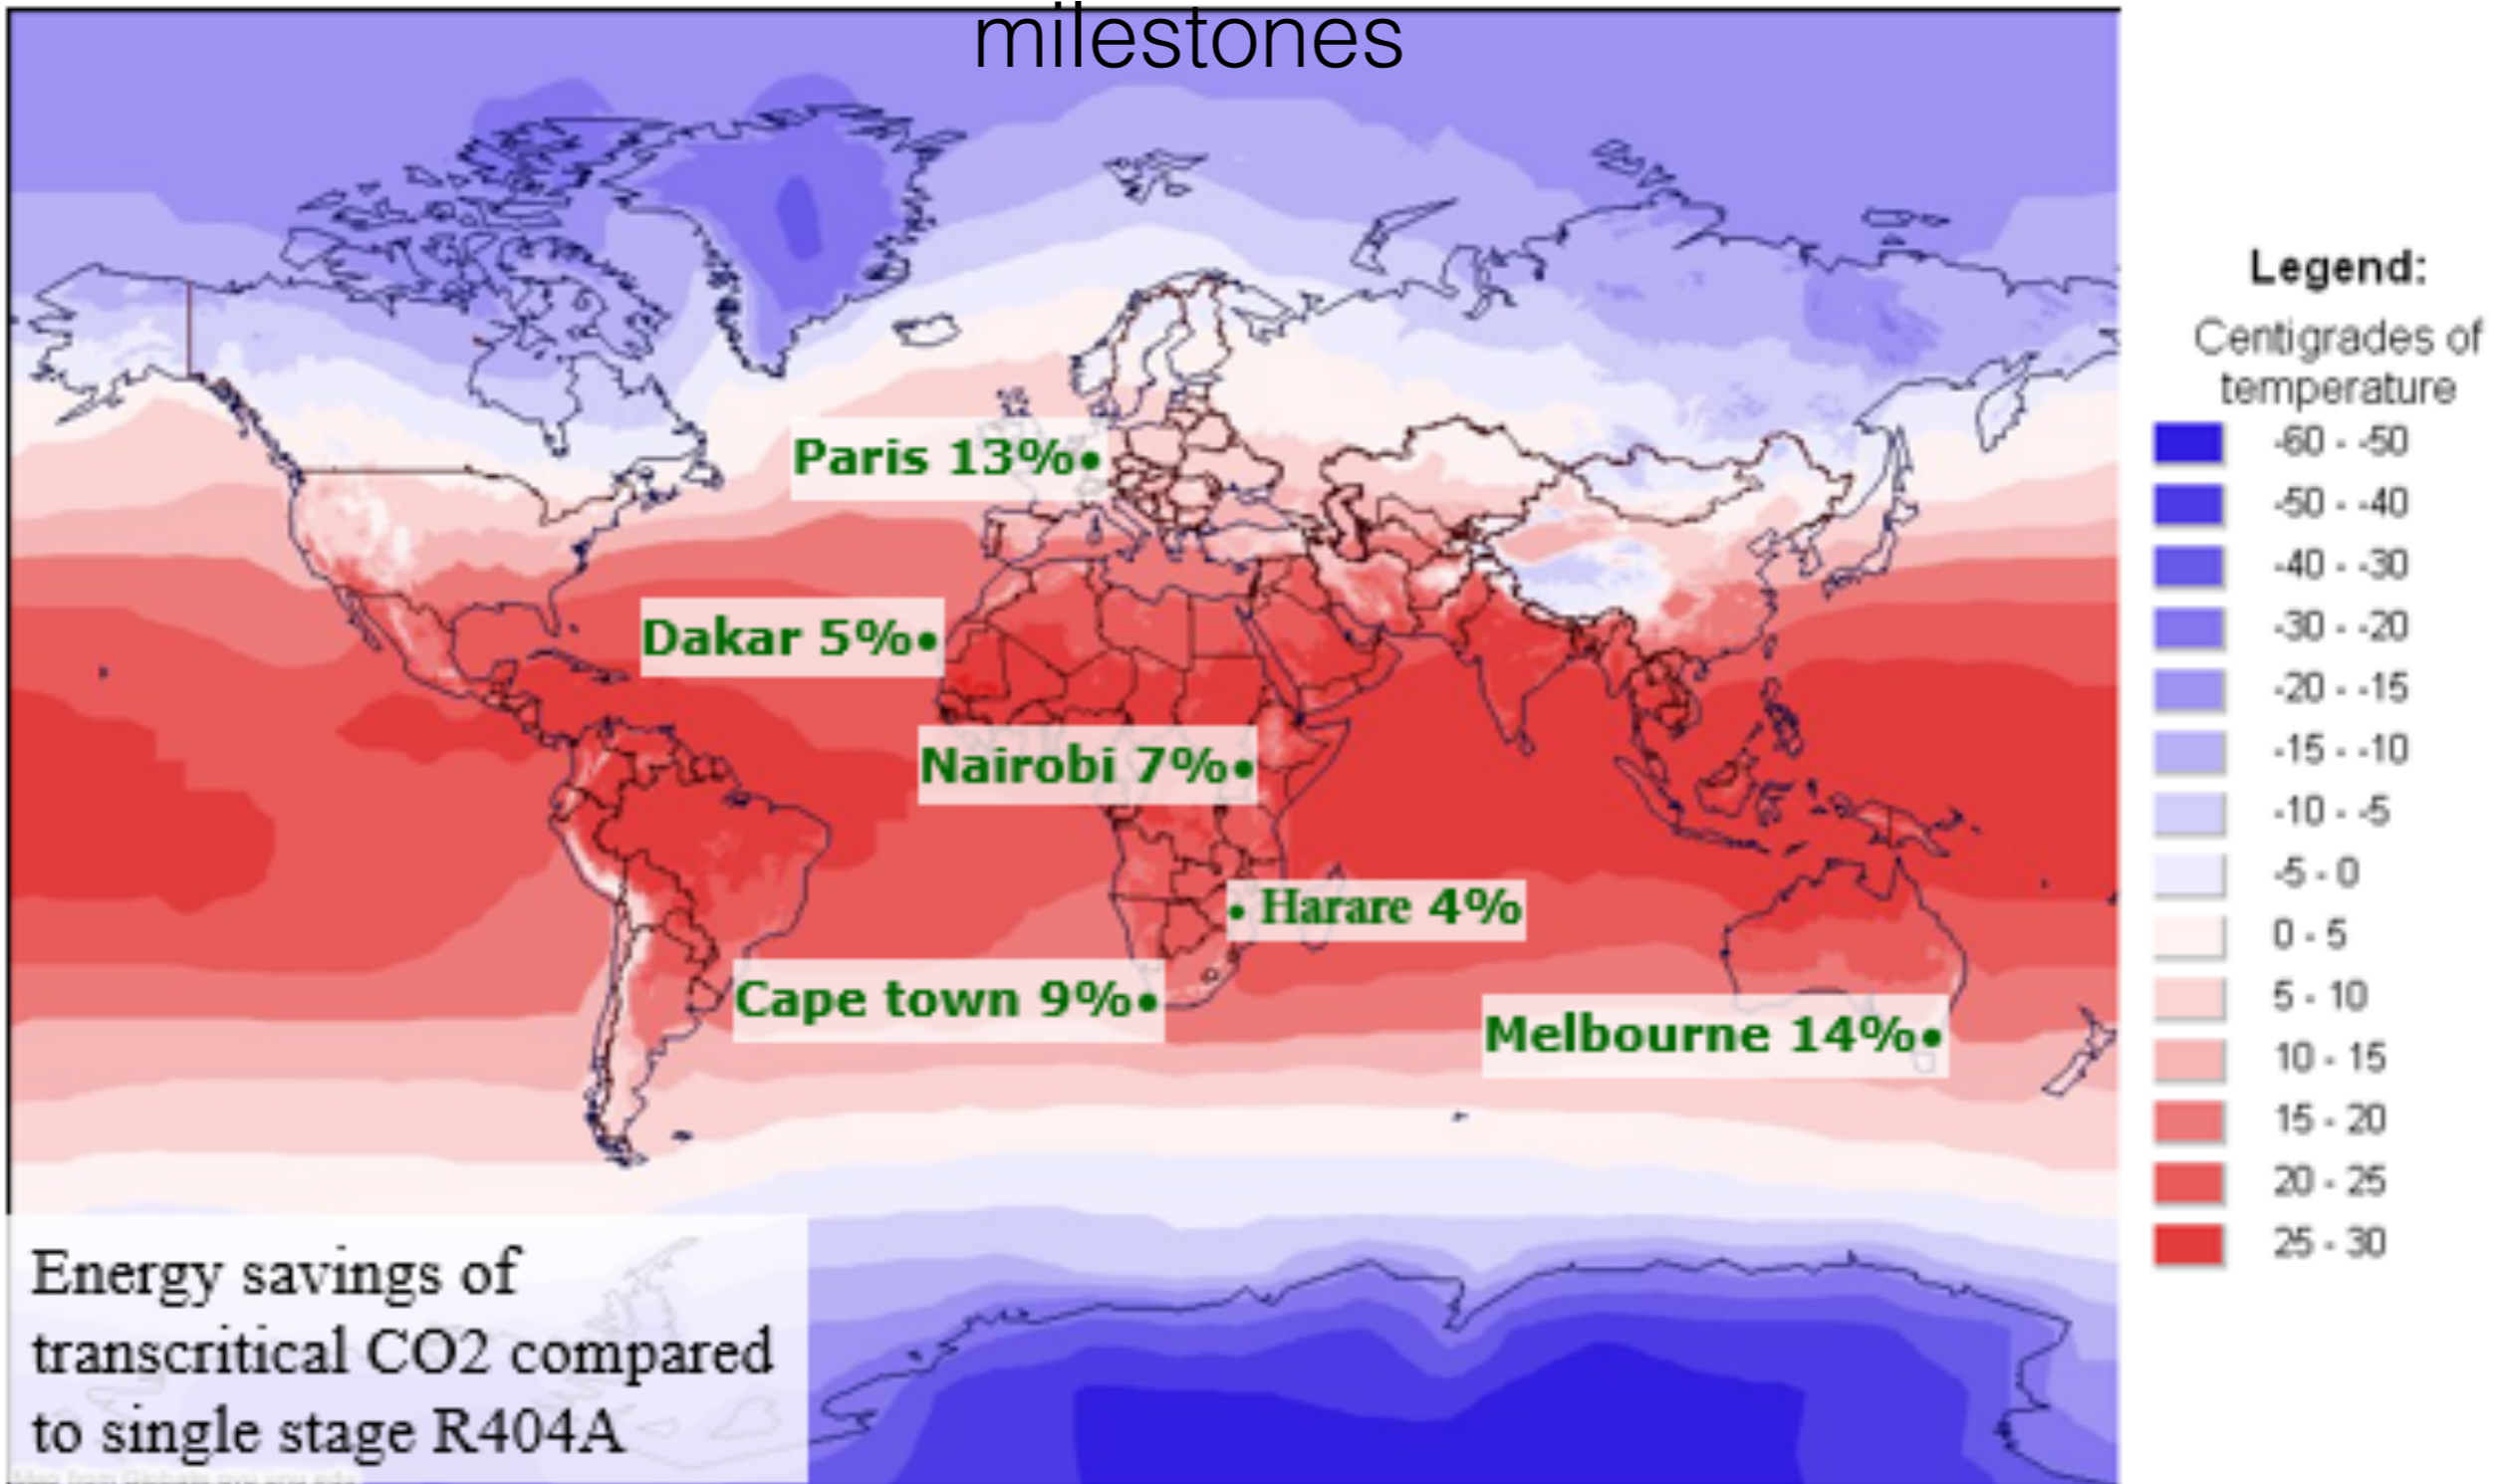 milestones
Paris 13%
Dakar 5%
Nairobi 7%
Harare 4%
Cape town 9%
Melbourne 14%
Legend:
Centigrades of
temperature
-60 - -50
-50 - -40
-40 - -30
-30 - -20
-20 - -15
-15 - -10
-10 - -5
-5 - 0
0 - 5
5 - 10
10 - 15
15 - 20
20 - 25
25 - 30
Energy savings of
transcritical CO2 compared
to single stage R404A